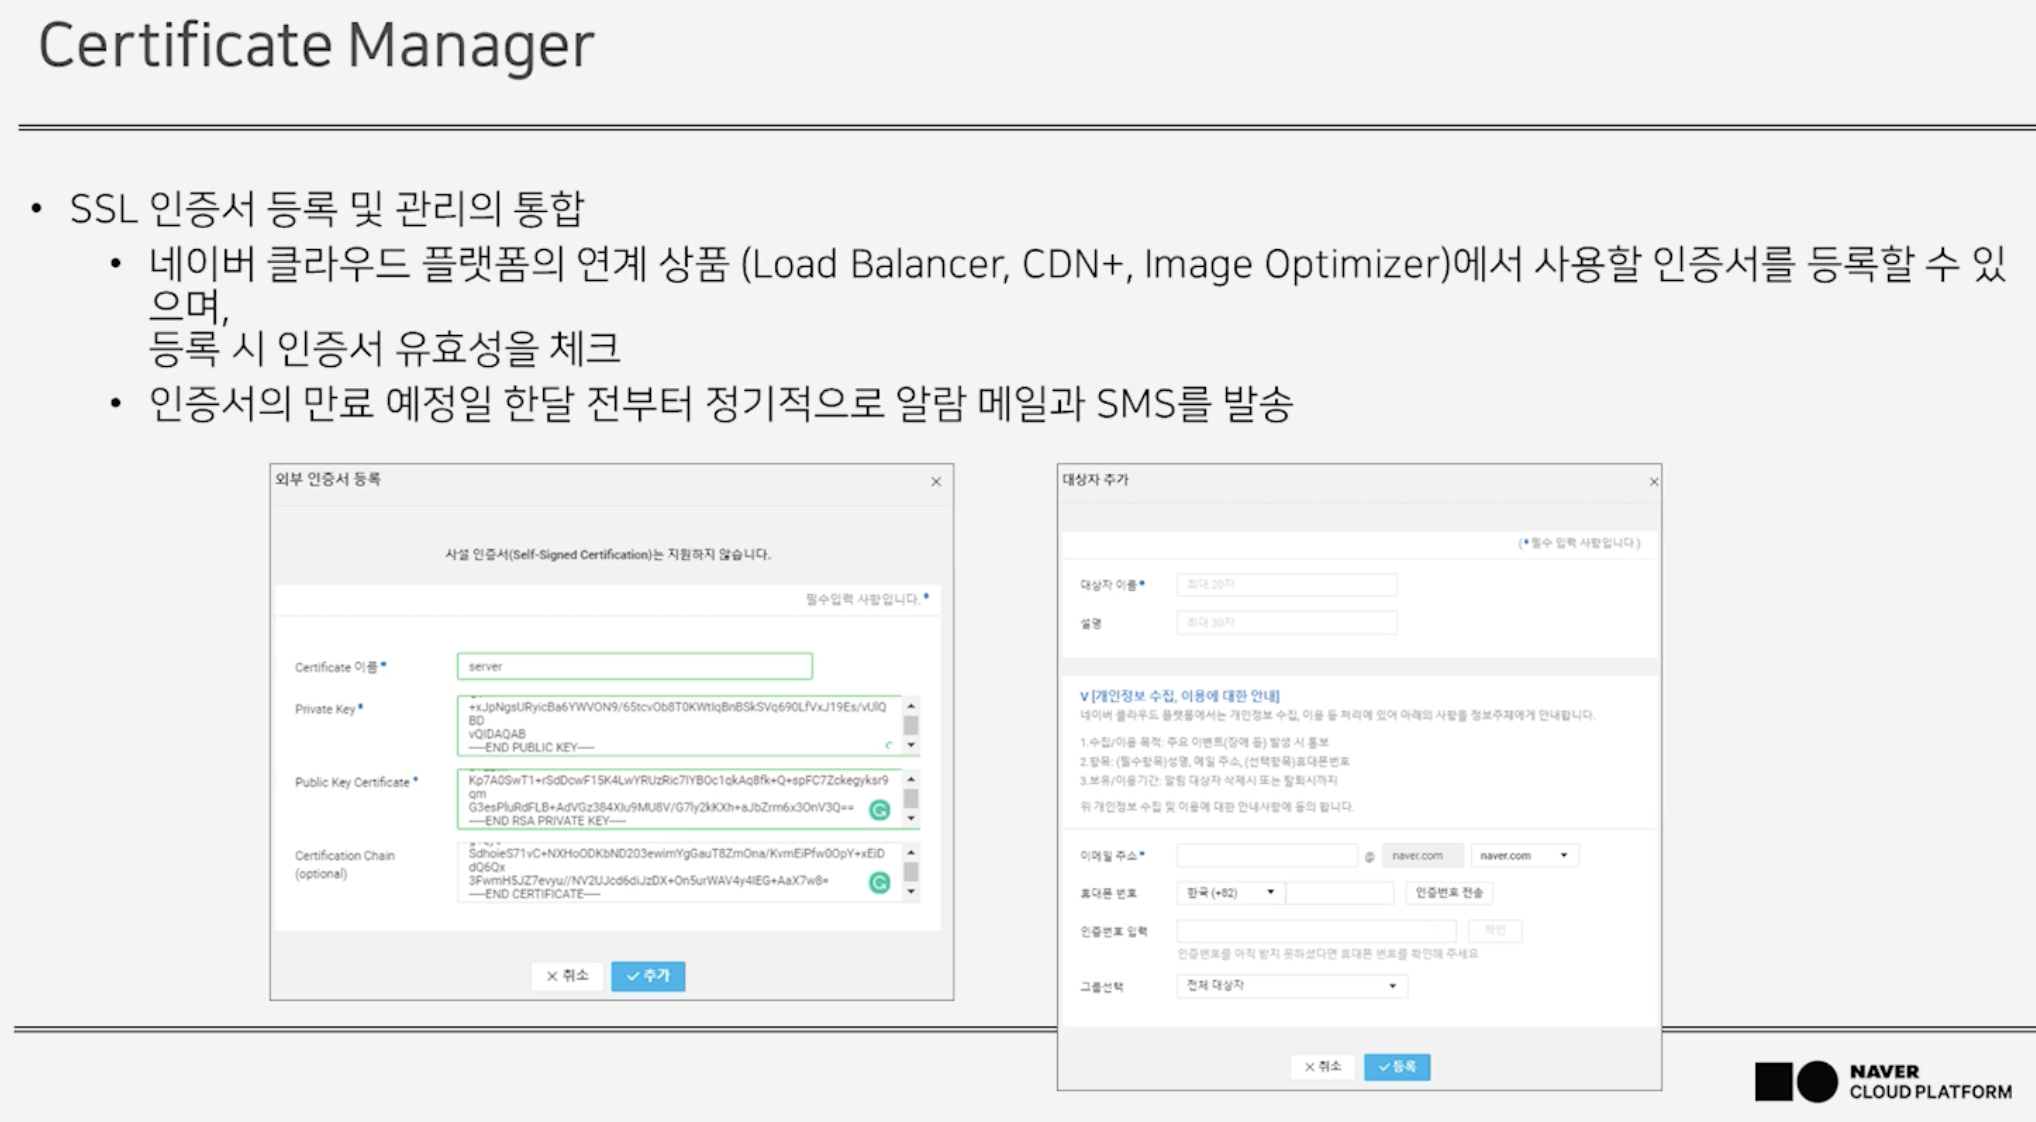 Certificate Manager
• SSL 인증서 등록 및 관리의 통합
• 네이버 클라우드 플랫폼의 연계 상품 (Load Balancer, CDN+, Image Optimizer)에서 사용할 인증서를 등록할 수 있
으며,
등록 시 인증서 유효성을 체크
• 인증서의 만료 예정일 한달 전부터 정기적으로 알람 메일과 SMS를 발송
외부 인증서 등록
사설 인증서(Self-Signed Certification)는 지원하지 않습니다.
필수입력 사항입니다.*
Certificate 이름*
server
Private Key*
BD
vQIDAQAB
-----END PUBLIC KEY-----
Public Key Certificate*
qm
-----END RSA PRIVATE KEY-----
Certification Chain
(optional)
dQ6Qx
-----END CERTIFICATE-----
× 취소
✓ 추가
대상자 추가
(*필수 입력 사항입니다.)
대상자 이름*
최대 20자
설명
최대 30자
V [개인정보 수집, 이용에 대한 안내]
네이버 클라우드 플랫폼에서는 개인정보 수집, 이용 등 처리에 있어 아래의 사항을 정보주체에게 안내합니다.
1.수집/이용 목적: 주요 이벤트(장애 등) 발생 시 통보
2.항목: (필수항목)성명, 메일 주소, (선택항목)휴대폰번호
3.보유/이용기간: 알림 대상자 삭제시 또는 탈퇴시까지
위 개인정보 수집 및 이용에 대한 안내사항에 동의 합니다.
이메일 주소*
@ naver.com naver.com
휴대폰 번호
한국 (+82)
인증번호 전송
인증번호 입력
확인
인증번호를 아직 받지 못하셨다면 휴대폰 번호를 확인해 주세요
그룹선택
전체 대상자
× 취소
✓ 등록
NAVER
CLOUD PLATFORM